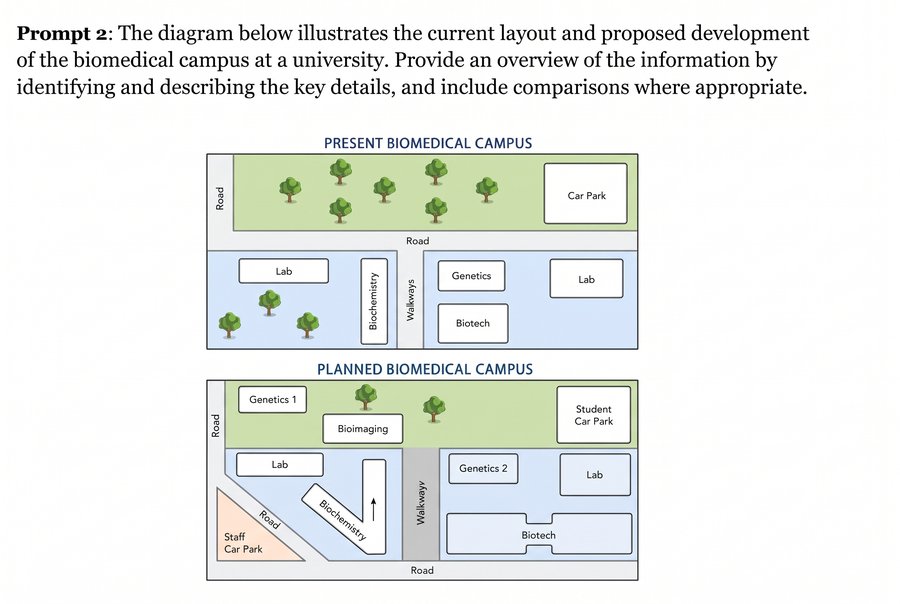 Prompt 2: The diagram below illustrates the current layout and proposed development
of the biomedical campus at a university. Provide an overview of the information by
identifying and describing the key details, and include comparisons where appropriate.
PRESENT BIOMEDICAL CAMPUS
Road
Car Park
Road
Lab
Biochemistry
Walkways
Genetics
Lab
Biotech
PLANNED BIOMEDICAL CAMPUS
Road
Genetics 1
Bioimaging
Student
Car Park
Lab
Biochemistry
Walkway
Genetics 2
Lab
Road
Staff
Car Park
Biotech
Road